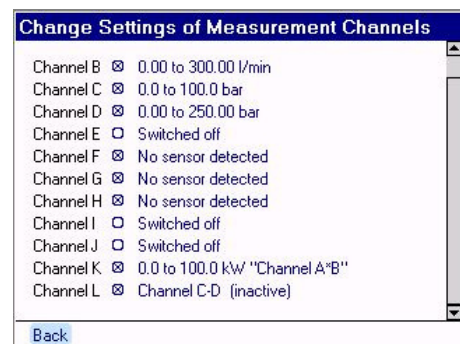 Change Settings of Measurement Channels
Channel B 0.00 to 300.00 l/min
Channel C 0.0 to 100.0 bar
Channel D 0.00 to 250.00 bar
Channel E Switched off
Channel F No sensor detected
Channel G No sensor detected
Channel H No sensor detected
Channel I Switched off
Channel J Switched off
Channel K 0.0 to 100.0 kW "Channel A*B"
Channel L Channel C-D (inactive)
Back